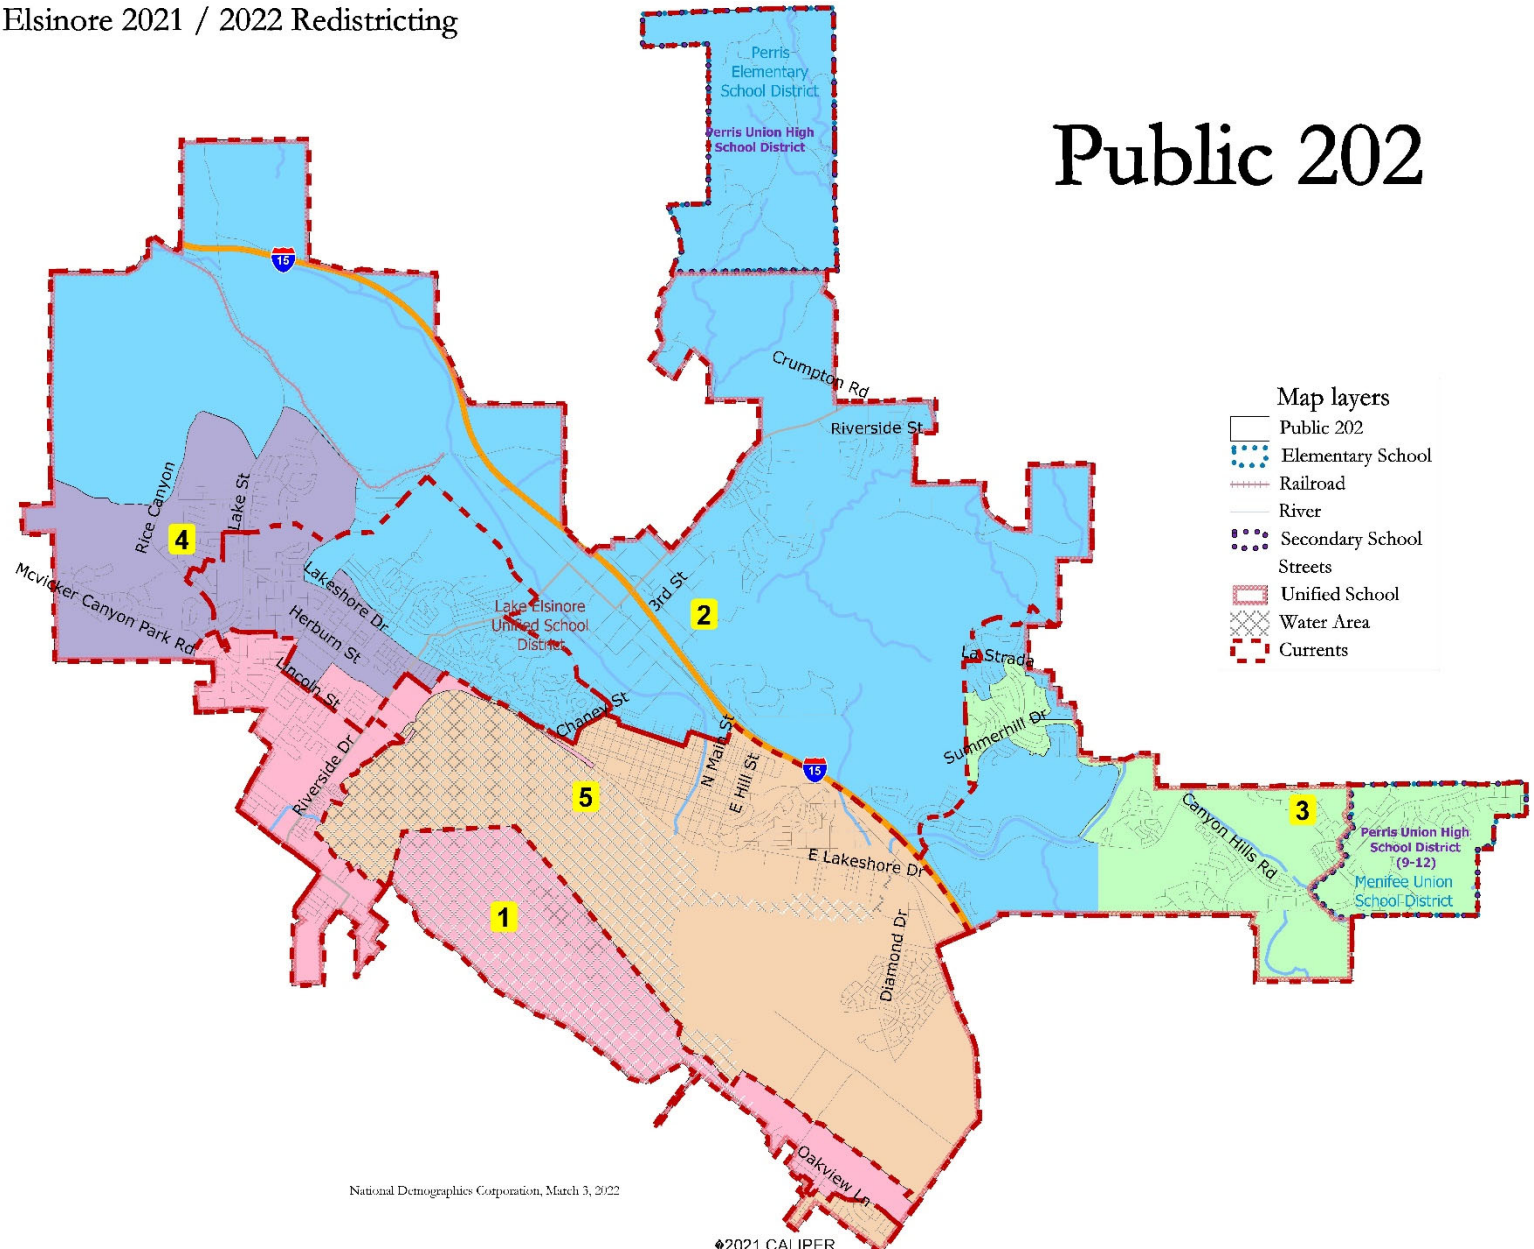 Elsinore 2021 / 2022 Redistricting
Public 202
Perris
Elementary
School District
Perris Union High
School District
15
Crumpton Rd
Riverside St
Map layers
Public 202
Elementary School
Railroad
River
Secondary School
Streets
Unified School
Water Area
Currents
Rice Canyon
Lake St
4
Mcvicker Canyon Park Rd
Lakeshore Dr
Herburn St
Lincoln St
Riverside Dr
Lake Elsinore
Unified School
District
3rd St
2
La Strada
Summerhill Dr
Chaney St
N Main St
E Hill St
15
5
E Lakeshore Dr
Diamond Dr
1
Canyon Hills Rd
3
Perris Union High
School District
(9-12)
Menifee Union
School District
Oakview Ln
National Demographics Corporation, March 3, 2022
�2021 CALIPER